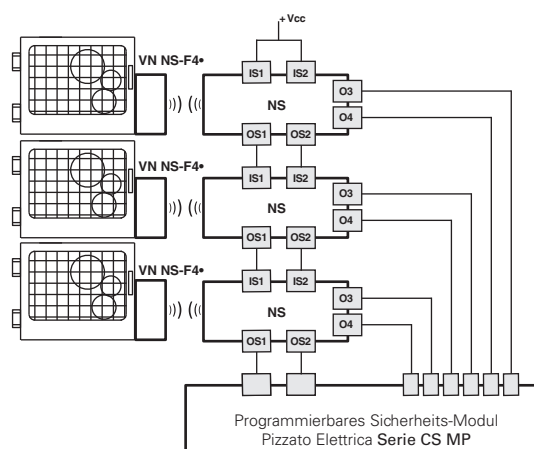 + Vcc
VN NS-F4•
IS1 IS2
NS
O3
O4
OS1 OS2
VN NS-F4•
IS1 IS2
NS
O3
O4
OS1 OS2
VN NS-F4•
IS1 IS2
NS
O3
O4
OS1 OS2
Programmierbares Sicherheits-Modul
Pizzato Elettrica Serie CS MP